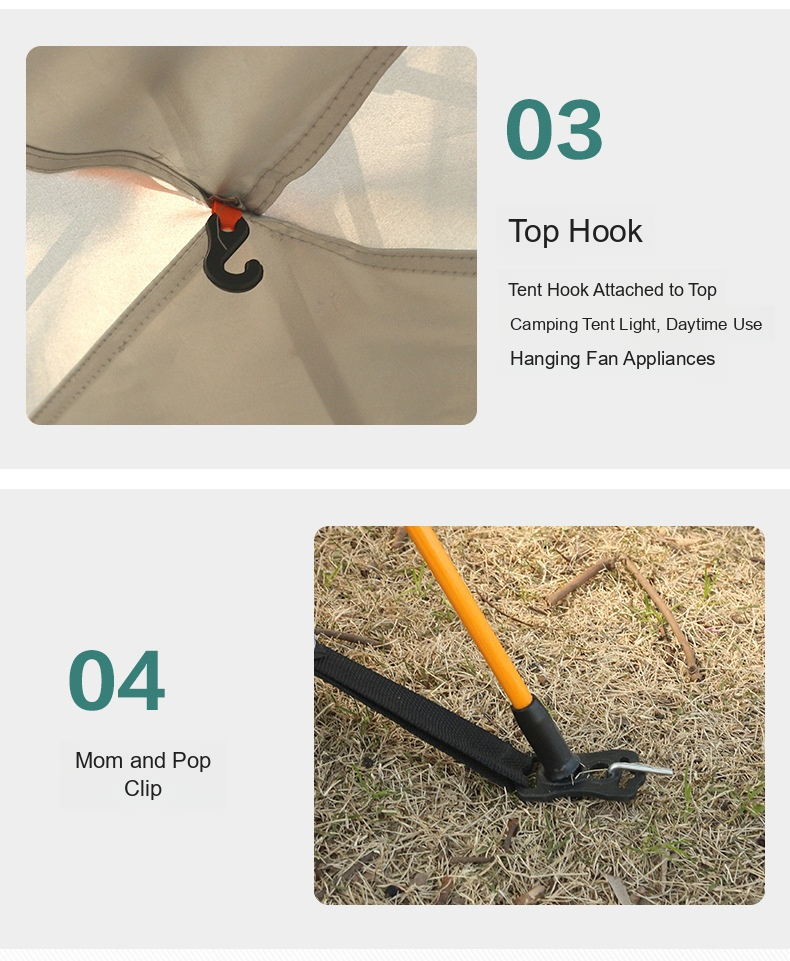 03
Top Hook
Tent Hook Attached to Top
Camping Tent Light, Daytime Use
Hanging Fan Appliances
04
Mom and Pop
Clip